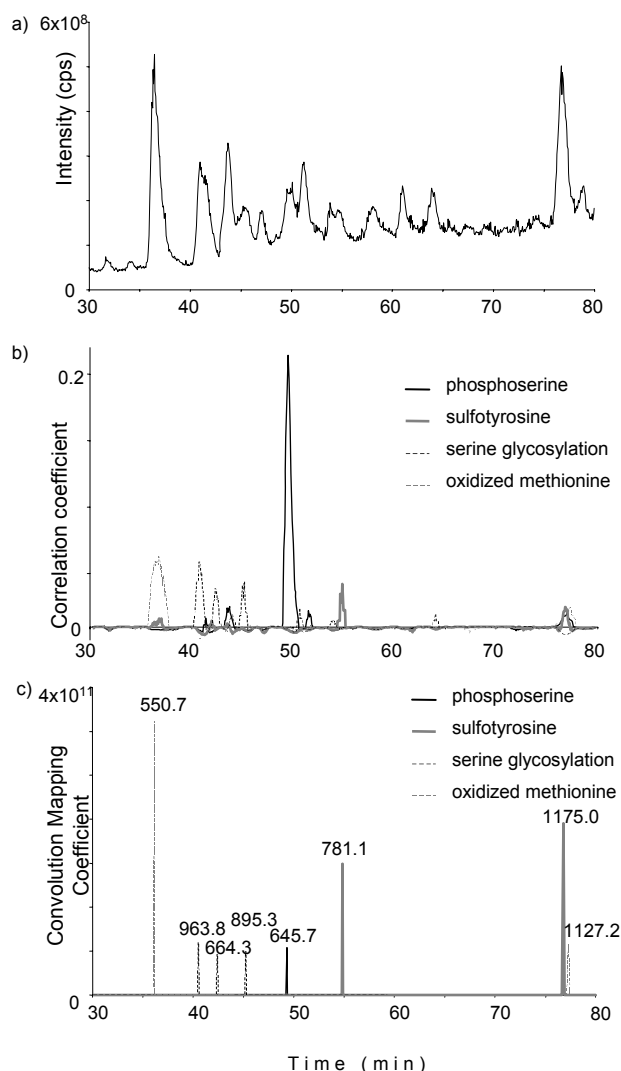 a)
6x10⁸
Intensity (cps)
0
30 40 50 60 70 80
b)
0.2
phosphoserine
sulfotyrosine
serine glycosylation
oxidized methionine
Correlation coefficient
0
30 40 50 60 70 80
c)
4x10¹¹
phosphoserine
sulfotyrosine
serine glycosylation
oxidized methionine
Convolution Mapping
Coefficient
550.7
963.8
664.3
895.3
645.7
781.1
1175.0
1127.2
0
30 40 50 60 70 80
Time (min)